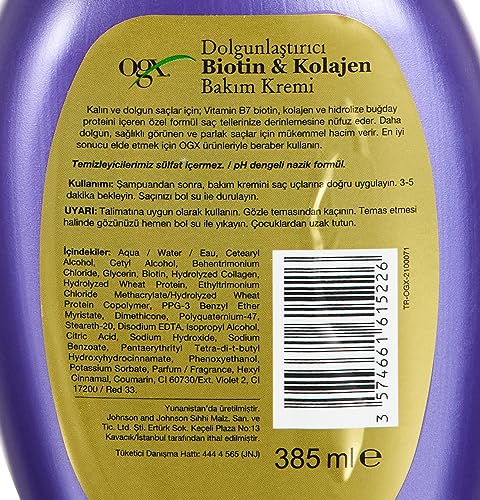 ogx
Dolgunlaştırıcı
Biotin & Kolajen
Bakım Kremi
Kalın ve dolgun saçlar için; Vitamin B7 biotin, kolajen ve hidrolize buğday
proteini içeren özel formül saç tellerinize derinlemesine nüfuz eder. Daha
dolgun, sağlıklı görünen ve parlak saçlar için mükemmel hacim verir. En iyi
sonucu elde etmek için OGX ürünleriyle beraber kullanın.
Temizleyicilerimiz sülfat içermez. / pH dengeli nazik formül.
Kullanımı: Şampuandan sonra, bakım kremini saç uçlarına doğru uygulayın. 3-5
dakika bekleyin. Saçınızı bol su ile durulayın.
UYARI: Talimatına uygun olarak kullanın. Gözle temasından kaçının. Temas etmesi
halinde gözünüzü hemen bol su ile yıkayın. Çocuklardan uzak tutun.
İçindekiler: Aqua / Water / Eau, Cetearyl
Alcohol, Cetyl Alcohol, Behentrimonium
Chloride, Glycerin, Biotin, Hydrolyzed Collagen,
Hydrolyzed Wheat Protein, Ethyltrimonium
Chloride Methacrylate/Hydrolyzed Wheat
Protein Copolymer, PPG-3 Benzyl Ether
Myristate, Dimethicone, Polyquaternium-47,
Steareth-20, Disodium EDTA, Isopropyl Alcohol,
Citric Acid, Sodium Chloride, Sodium
Benzoate, Pentaerythrityl Tetra-di-t-butyl
Hydroxyhydrocinnamate, Phenoxyethanol,
Potassium Sorbate, Parfum / Fragrance, Hexyl
Cinnamal, Coumarin, CI 60730/Ext. Violet 2, CI
17200 / Red 33.
Yunanistan'da üretilmiştir.
Johnson and Johnson Sıhhi Malz. San. ve
Tic. Ltd. Şti. Ertürk Sok. Keçeli Plaza No:13
Kavacık/İstanbul tarafından ithal edilmiştir.
Tüketici Danışma Hattı: 444 4 565 (JNJ)
3 574661 615226
TR-OGX-2100071
385 ml e